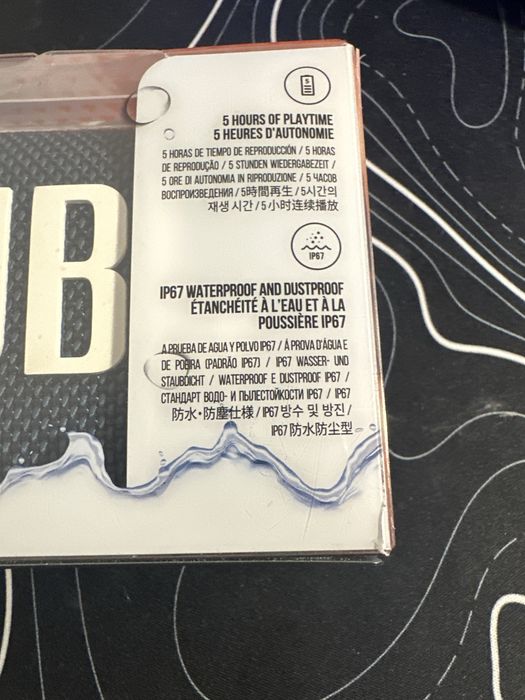 5
5 HOURS OF PLAYTIME
5 HEURES D'AUTONOMIE
5 HORAS DE TIEMPO DE REPRODUCCIÓN / 5 HORAS
DE REPRODUÇÃO / 5 STUNDEN WIEDERGABEZEIT /
5 ORE DI AUTONOMIA IN RIPRODUZIONE / 5 ЧАСОВ
ВОСПРОИЗВЕДЕНИЯ / 5時間再生 / 5시간의
재생 시간 / 5小时连续播放
IP67
IP67 WATERPROOF AND DUSTPROOF
ÉTANCHÉITÉ À L'EAU ET À LA
POUSSIÈRE IP67
A PRUEBA DE AGUA Y POLVO IP67 / À PROVA D'ÁGUA E
DE POEIRA (PADRÃO IP67) / IP67 WASSER- UND
STAUBDICHT / WATERPROOF E DUSTPROOF IP67 /
СТАНДАРТ ВОДО- И ПЫЛЕСТОЙКОСТИ IP67 / IP67
防水・防塵仕様 / IP67 방수 및 방진 /
IP67 防水防尘型
UB